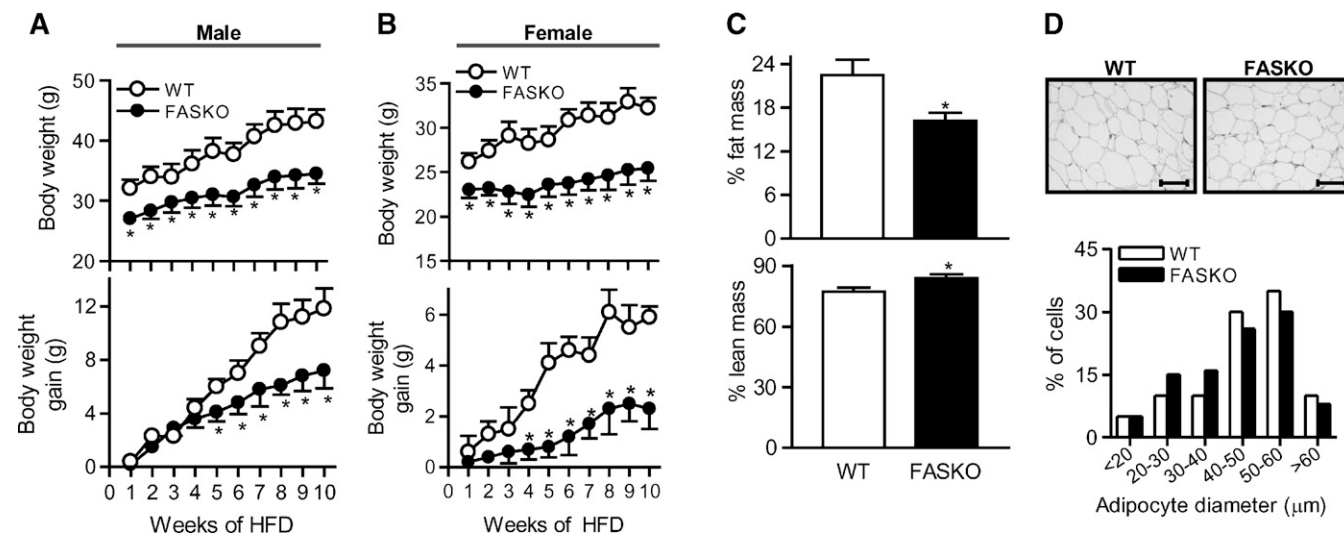 A
Male
Body weight (g)
50
40
30
20
WT
FASKO
* * * * * * * * * *
Body weight
gain (g)
12
8
4
0
* * * * * *
0 1 2 3 4 5 6 7 8 9 10
Weeks of HFD
B
Female
Body weight (g)
35
30
25
20
15
WT
FASKO
* * * * * * * * * *
Body weight
gain (g)
6
4
2
0
* * * * * * *
0 1 2 3 4 5 6 7 8 9 10
Weeks of HFD
C
% fat mass
24
18
12
6
0
*
% lean mass
90
60
30
0
*
WT FASKO
D
WT FASKO
% of cells
45
30
15
0
WT
FASKO
<20 20-30 30-40 40-50 50-60 >60
Adipocyte diameter (μm)